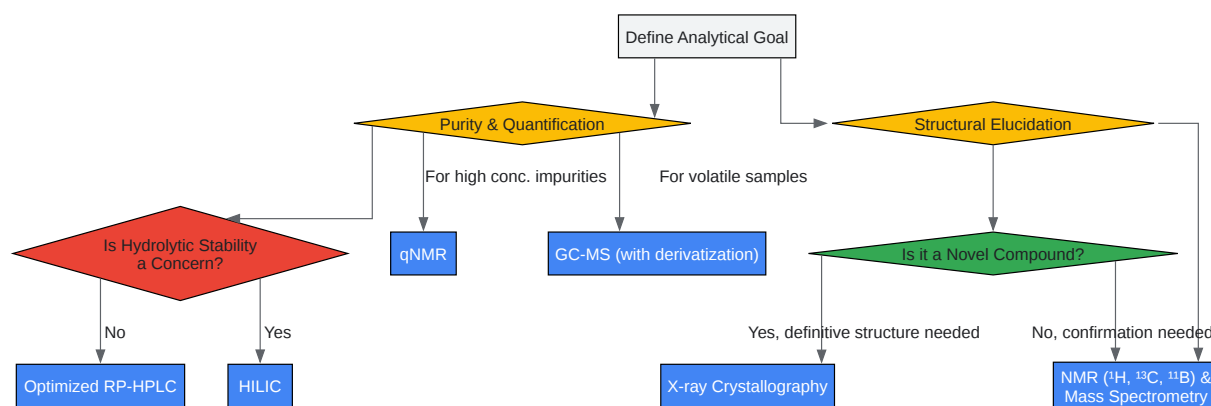 Define Analytical Goal
Purity & Quantification
Structural Elucidation
For high conc. impurities
For volatile samples
Is Hydrolytic Stability
a Concern?
qNMR
GC-MS (with derivatization)
Is it a Novel Compound?
No
Yes
Yes, definitive structure needed
No, confirmation needed
Optimized RP-HPLC
HILIC
X-ray Crystallography
NMR (¹H, ¹³C, ¹¹B) &
Mass Spectrometry